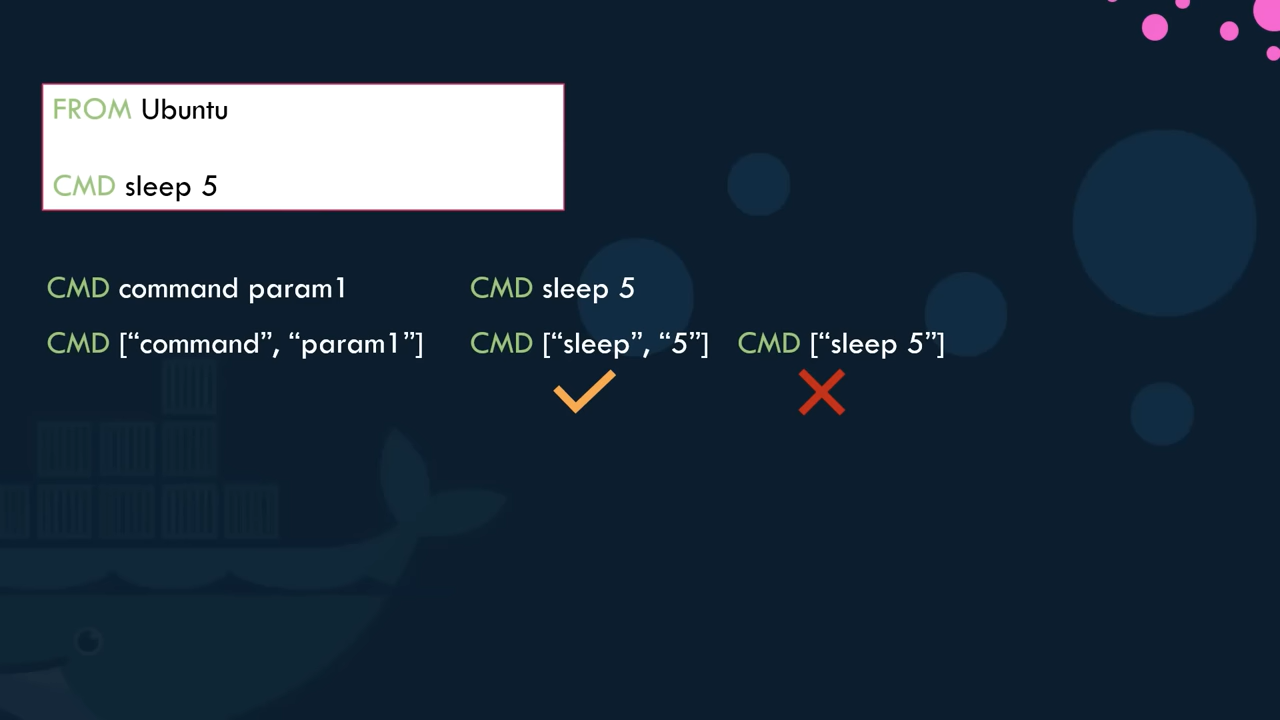 FROM Ubuntu
CMD sleep 5
CMD command param1 CMD sleep 5
CMD [“command”, “param1”] CMD [“sleep”, “5”] CMD [“sleep 5”]